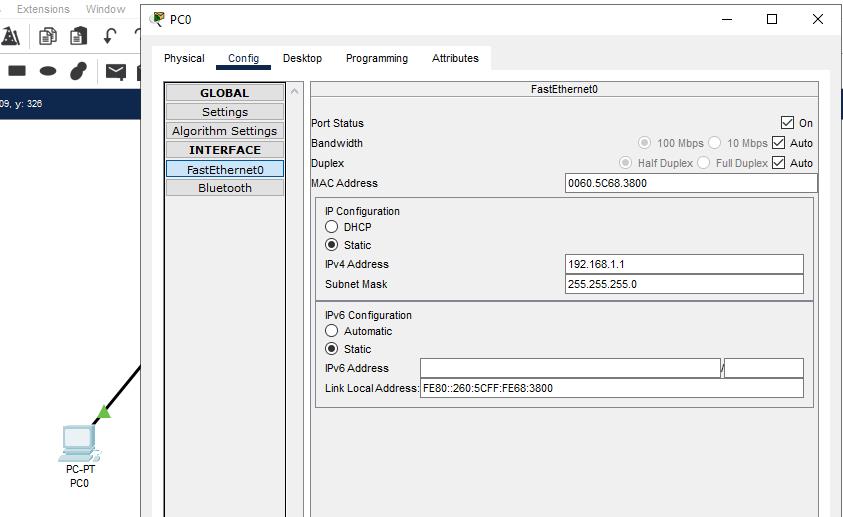 Extensions Window
PC0
Physical Config Desktop Programming Attributes
09, y: 326
GLOBAL
Settings
Algorithm Settings
INTERFACE
FastEthernet0
Bluetooth
FastEthernet0
Port Status On
Bandwidth 100 Mbps 10 Mbps Auto
Duplex Half Duplex Full Duplex Auto
MAC Address 0060.5C68.3800
IP Configuration
DHCP
Static
IPv4 Address 192.168.1.1
Subnet Mask 255.255.255.0
IPv6 Configuration
Automatic
Static
IPv6 Address /
Link Local Address: FE80::260:5CFF:FE68:3800
PC-PT
PC0